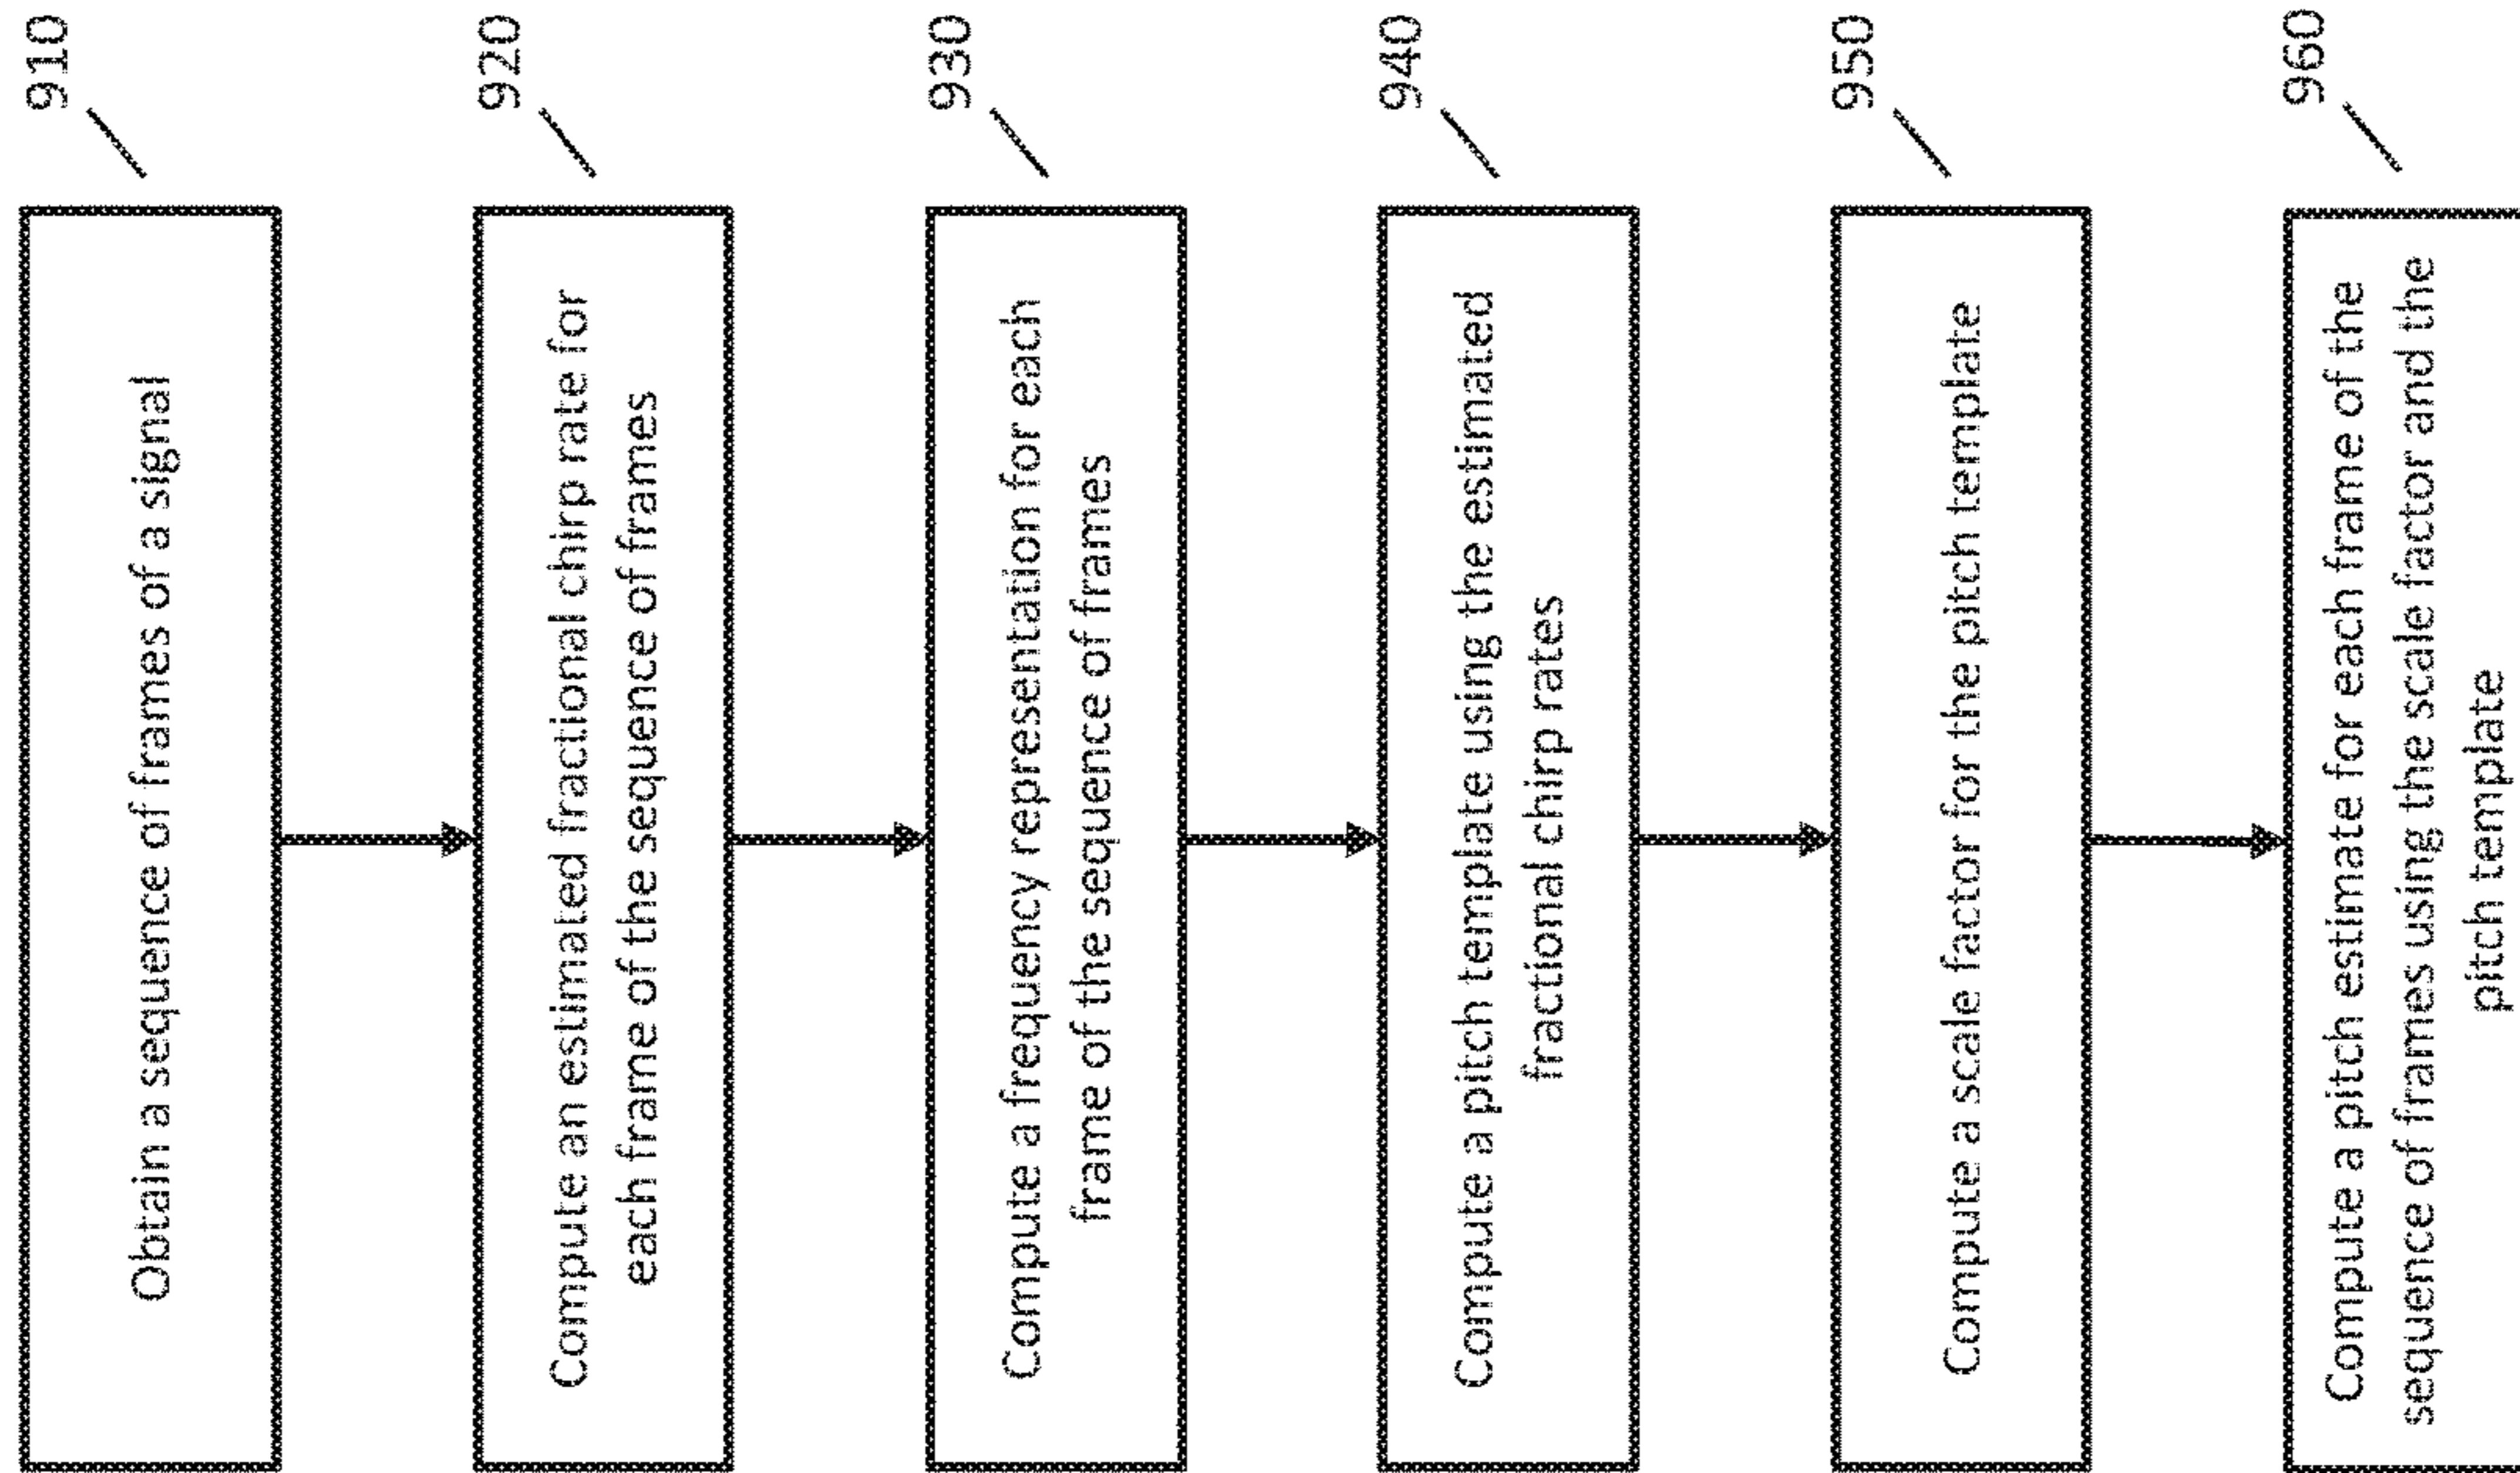 Obtain a sequence of frames of a signal
910
Compute an estimated fractional chirp rate for
each frame of the sequence of frames
920
Compute a frequency representation for each
frame of the sequence of frames
930
Compute a pitch template using the estimated
fractional chirp rates
940
Compute a scale factor for the pitch template
950
Compute a pitch estimate for each frame of the
sequence of frames using the scale factor and the
pitch template
960